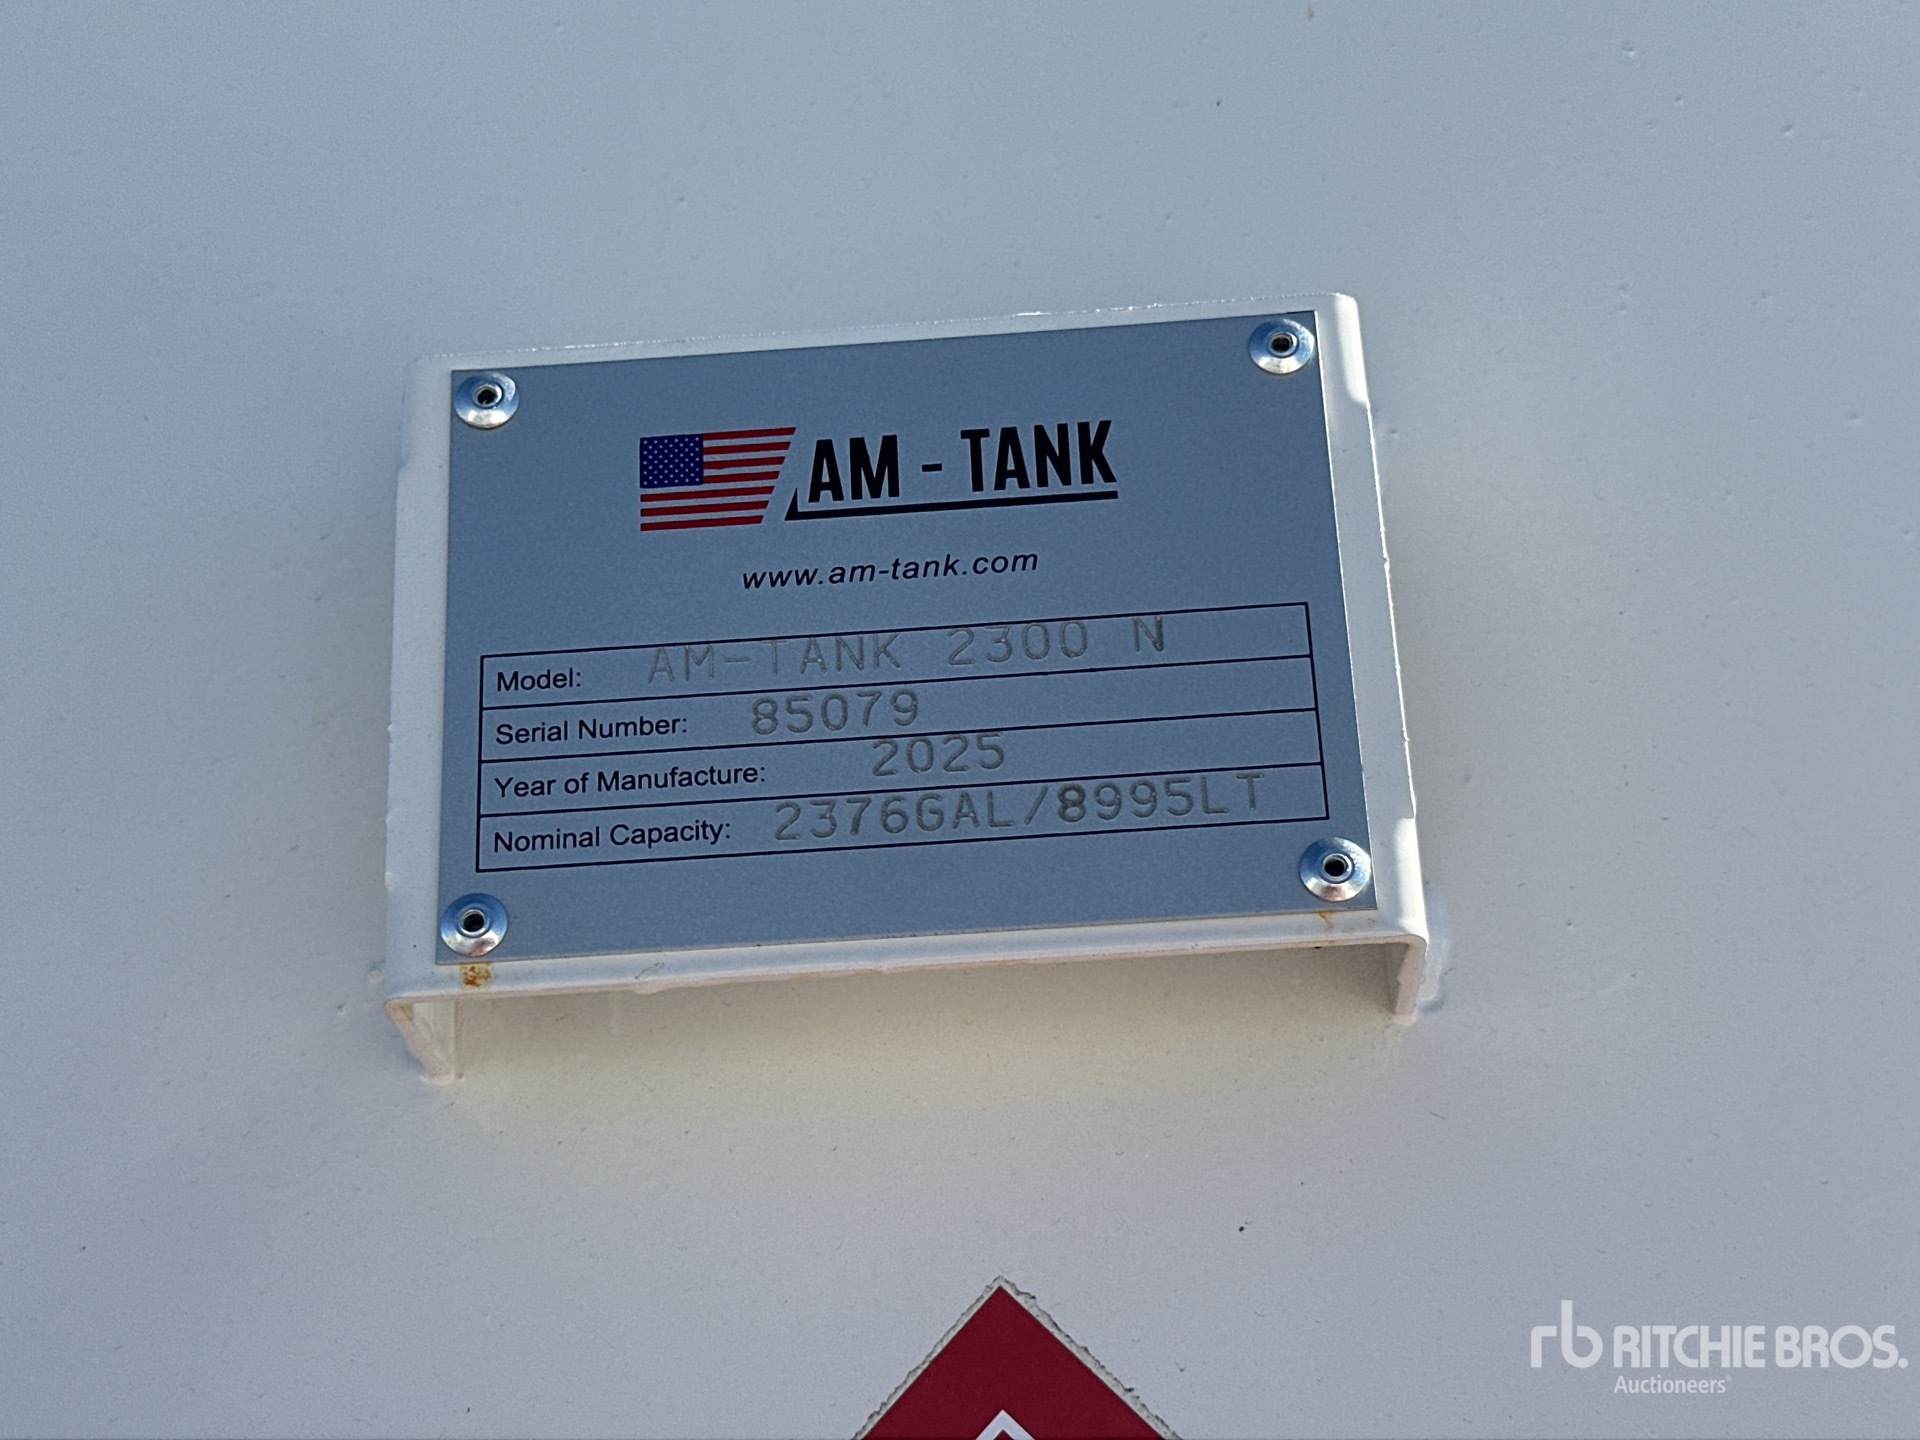 AM - TANK
www.am-tank.com
Model: AM-TANK 2300 N
Serial Number: 85079
Year of Manufacture: 2025
Nominal Capacity: 2376GAL/8995LT
rb RITCHIE BROS.
Auctioneers